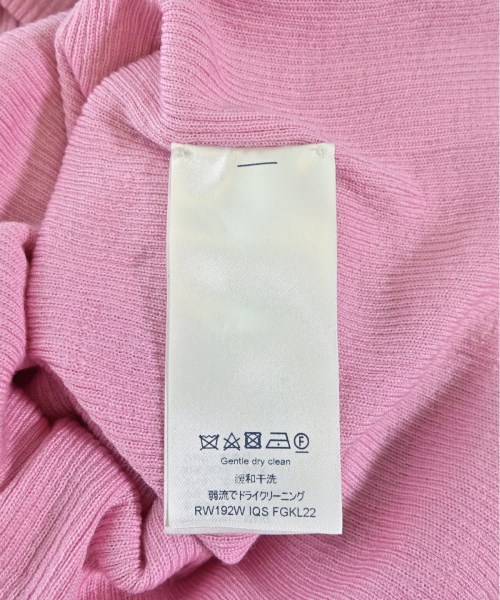 Gentle dry clean
缓和干洗
弱流でドライクリーニング
RW192W IQS FGKL22